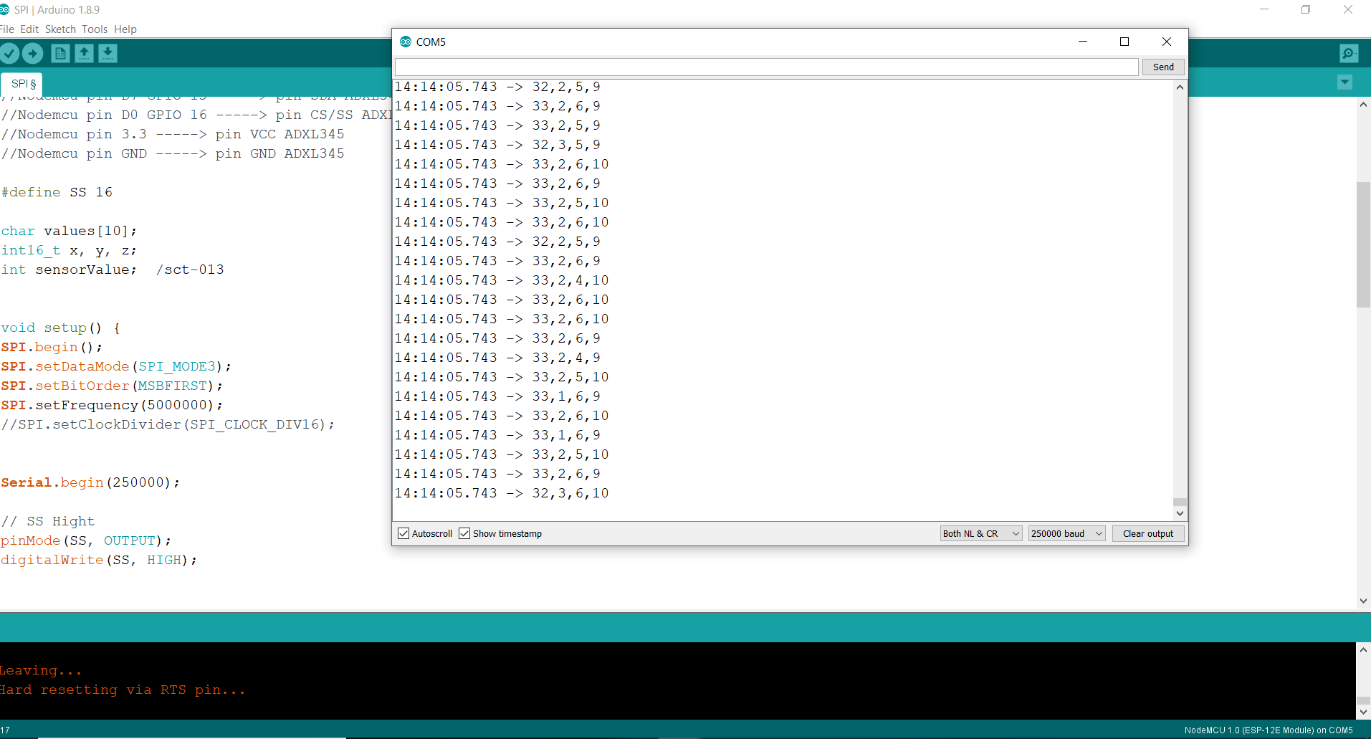 SPI | Arduino 1.8.9
File Edit Sketch Tools Help
SPI §
//Nodemcu pin D0 GPIO 16 -----> pin CS/SS ADXL
//Nodemcu pin 3.3 -----> pin VCC ADXL345
//Nodemcu pin GND -----> pin GND ADXL345
#define SS 16
char values[10];
int16_t x, y, z;
int sensorValue;  /sct-013
void setup() {
SPI.begin();
SPI.setDataMode(SPI_MODE3);
SPI.setBitOrder(MSBFIRST);
SPI.setFrequency(5000000);
//SPI.setClockDivider(SPI_CLOCK_DIV16);
Serial.begin(250000);
// SS Hight
pinMode(SS, OUTPUT);
digitalWrite(SS, HIGH);
COM5
Send
14:14:05.743 -> 32,2,5,9
14:14:05.743 -> 33,2,6,9
14:14:05.743 -> 33,2,5,9
14:14:05.743 -> 32,3,5,9
14:14:05.743 -> 33,2,6,10
14:14:05.743 -> 33,2,6,9
14:14:05.743 -> 33,2,5,10
14:14:05.743 -> 33,2,6,10
14:14:05.743 -> 32,2,5,9
14:14:05.743 -> 33,2,6,9
14:14:05.743 -> 33,2,4,10
14:14:05.743 -> 33,2,6,10
14:14:05.743 -> 33,2,6,10
14:14:05.743 -> 33,2,6,9
14:14:05.743 -> 33,2,4,9
14:14:05.743 -> 33,2,5,10
14:14:05.743 -> 33,1,6,9
14:14:05.743 -> 33,2,6,10
14:14:05.743 -> 33,1,6,9
14:14:05.743 -> 33,2,5,10
14:14:05.743 -> 33,2,6,9
14:14:05.743 -> 32,3,6,10
Autoscroll Show timestamp Both NL & CR 250000 baud Clear output
Leaving...
Hard resetting via RTS pin...
17 NodeMCU 1.0 (ESP-12E Module) on COM5